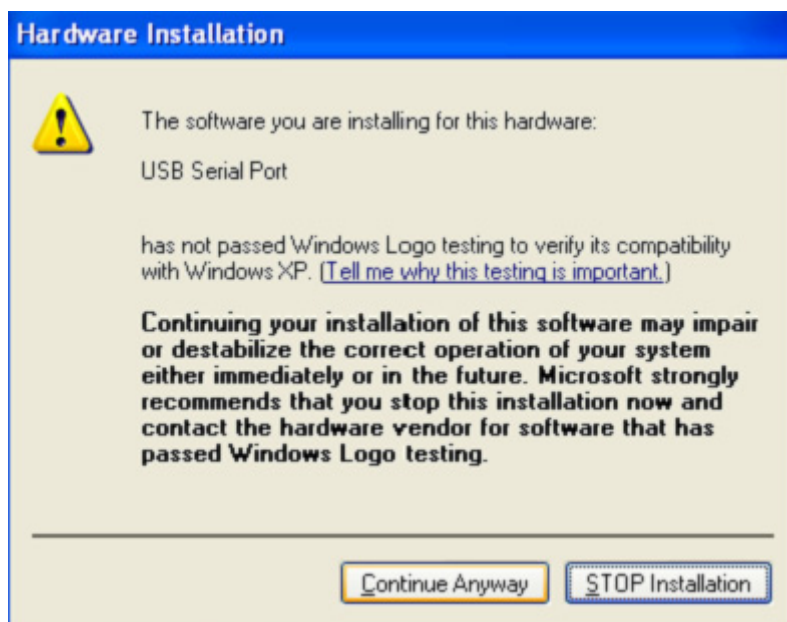 Hardware Installation
The software you are installing for this hardware:
USB Serial Port
has not passed Windows Logo testing to verify its compatibility
with Windows XP. (Tell me why this testing is important.)
Continuing your installation of this software may impair
or destabilize the correct operation of your system
either immediately or in the future. Microsoft strongly
recommends that you stop this installation now and
contact the hardware vendor for software that has
passed Windows Logo testing.
Continue Anyway
STOP Installation